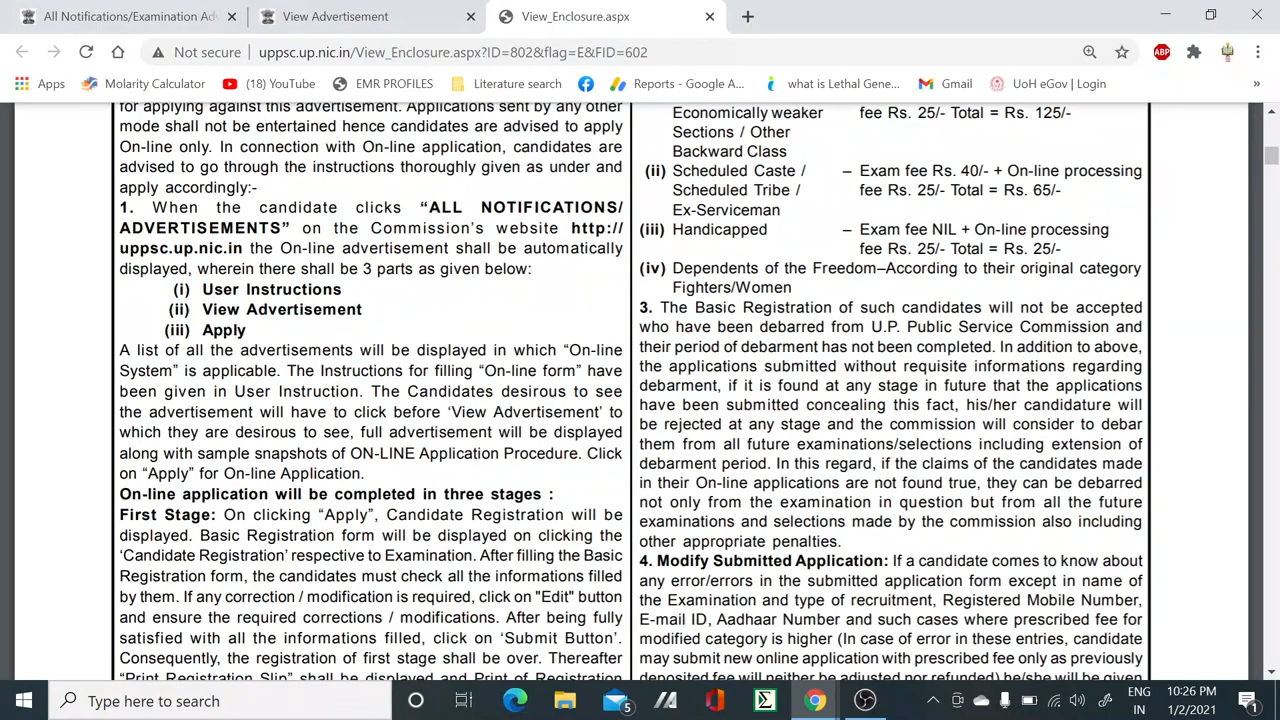 All Notifications/Examination Adv
View Advertisement
View_Enclosure.aspx
Not secure
uppsc.up.nic.in/View_Enclosure.aspx?ID=802&flag=E&FID=602
ABP
Apps
Molarity Calculator
(18) YouTube
EMR PROFILES
Literature search
Reports - Google A...
what is Lethal Gene...
Gmail
UoH eGov | Login
»
for applying against this advertisement. Applications sent by any other
mode shall not be entertained hence candidates are advised to apply
On-line only. In connection with On-line application, candidates are
advised to go through the instructions thoroughly given as under and
apply accordingly:-
1. When the candidate clicks “ALL NOTIFICATIONS/
ADVERTISEMENTS” on the Commission’s website http://
uppsc.up.nic.in the On-line advertisement shall be automatically
displayed, wherein there shall be 3 parts as given below:
(i) User Instructions
(ii) View Advertisement
(iii) Apply
A list of all the advertisements will be displayed in which “On-line
System” is applicable. The Instructions for filling “On-line form” have
been given in User Instruction. The Candidates desirous to see
the advertisement will have to click before ‘View Advertisement’ to
which they are desirous to see, full advertisement will be displayed
along with sample snapshots of ON-LINE Application Procedure. Click
on “Apply” for On-line Application.
On-line application will be completed in three stages :
First Stage: On clicking “Apply”, Candidate Registration will be
displayed. Basic Registration form will be displayed on clicking the
‘Candidate Registration’ respective to Examination. After filling the Basic
Registration form, the candidates must check all the informations filled
by them. If any correction / modification is required, click on "Edit" button
and ensure the required corrections / modifications. After being fully
satisfied with all the informations filled, click on ‘Submit Button’.
Consequently, the registration of first stage shall be over. Thereafter
“Print Registration Slip” shall be displayed and Print of Registration
Economically weaker fee Rs. 25/- Total = Rs. 125/-
Sections / Other
Backward Class
(ii) Scheduled Caste / – Exam fee Rs. 40/- + On-line processing
Scheduled Tribe / fee Rs. 25/- Total = Rs. 65/-
Ex-Serviceman
(iii) Handicapped – Exam fee NIL + On-line processing
fee Rs. 25/- Total = Rs. 25/-
(iv) Dependents of the Freedom–According to their original category
Fighters/Women
3. The Basic Registration of such candidates will not be accepted
who have been debarred from U.P. Public Service Commission and
their period of debarment has not been completed. In addition to above,
the applications submitted without requisite informations regarding
debarment, if it is found at any stage in future that the applications
have been submitted concealing this fact, his/her candidature will
be rejected at any stage and the commission will consider to debar
them from all future examinations/selections including extension of
debarment period. In this regard, if the claims of the candidates made
in their On-line applications are not found true, they can be debarred
not only from the examination in question but from all the future
examinations and selections made by the commission also including
other appropriate penalties.
4. Modify Submitted Application: If a candidate comes to know about
any error/errors in the submitted application form except in name of
the Examination and type of recruitment, Registered Mobile Number,
E-mail ID, Aadhaar Number and such cases where prescribed fee for
modified category is higher (In case of error in these entries, candidate
may submit new online application with prescribed fee only as previously
deposited fee will neither be adjusted nor refunded) he/she will be given
Type here to search
5
ENG
IN
10:26 PM
1/2/2021
1